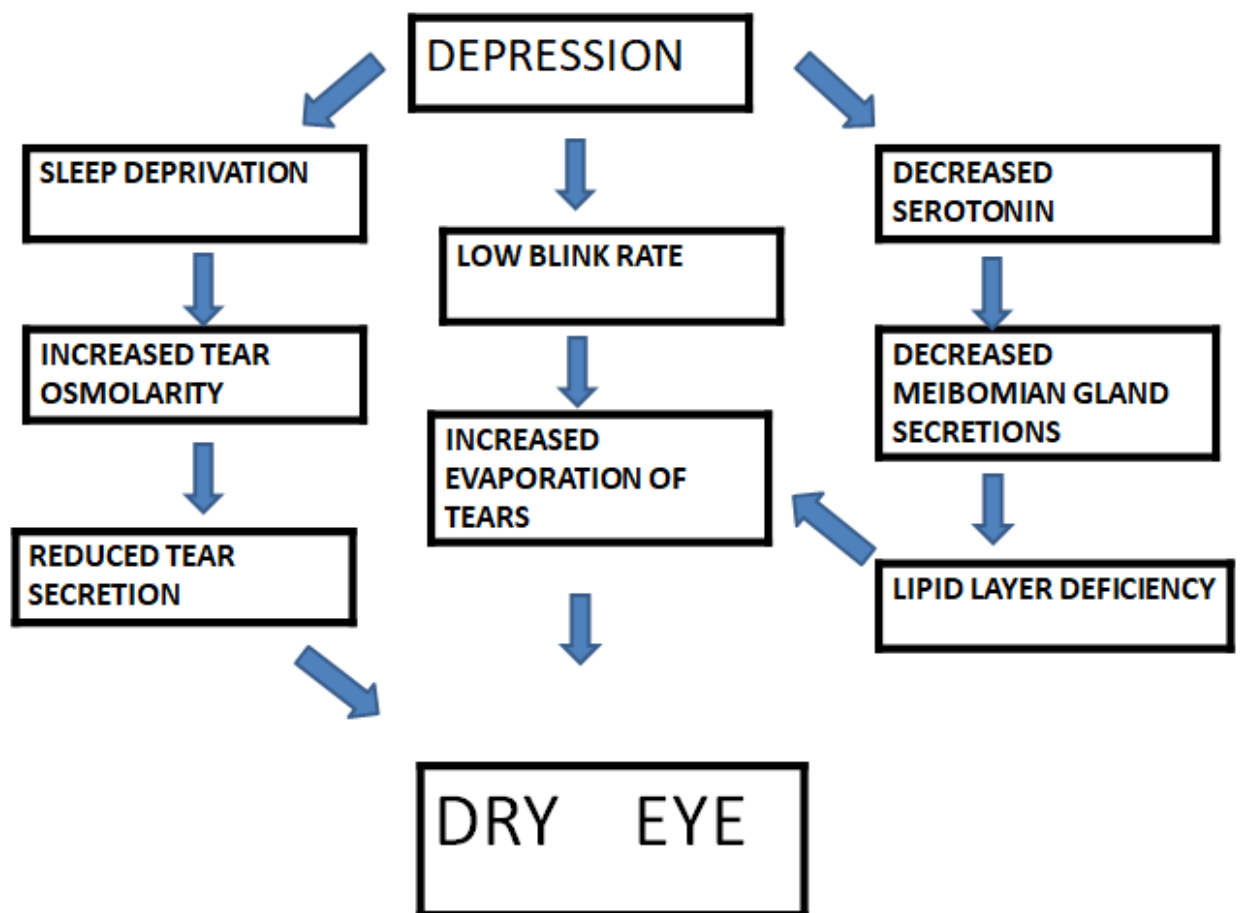 DEPRESSION
SLEEP DEPRIVATION
DECREASED
SEROTONIN
LOW BLINK RATE
INCREASED TEAR
OSMOLARITY
DECREASED
MEIBOMIAN GLAND
SECRETIONS
INCREASED
EVAPORATION OF
TEARS
REDUCED TEAR
SECRETION
LIPID LAYER DEFICIENCY
DRY EYE